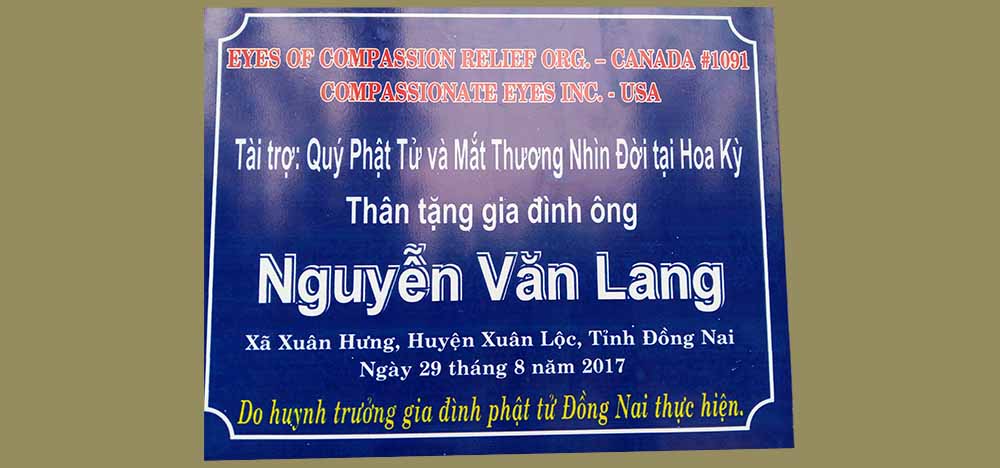 EYES OF COMPASSION RELIEF ORG. – CANADA #1091
COMPASSIONATE EYES INC. - USA
Tài trợ: Quý Phật Tử và Mắt Thương Nhìn Đời tại Hoa Kỳ
Thân tặng gia đình ông
Nguyễn Văn Lang
Xã Xuân Hưng, Huyện Xuân Lộc, Tỉnh Đồng Nai
Ngày 29 tháng 8 năm 2017
Do huynh trưởng gia đình phật tử Đồng Nai thực hiện.